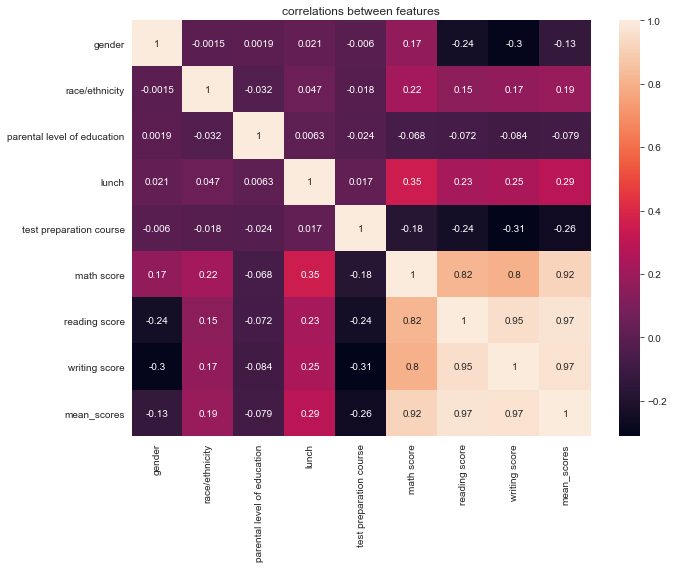 correlations between features
gender 1 -0.0015 0.0019 0.021 -0.006 0.17 -0.24 -0.3 -0.13
race/ethnicity -0.0015 1 -0.032 0.047 -0.018 0.22 0.15 0.17 0.19
parental level of education 0.0019 -0.032 1 0.0063 -0.024 -0.068 -0.072 -0.084 -0.079
lunch 0.021 0.047 0.0063 1 0.017 0.35 0.23 0.25 0.29
test preparation course -0.006 -0.018 -0.024 0.017 1 -0.18 -0.24 -0.31 -0.26
math score 0.17 0.22 -0.068 0.35 -0.18 1 0.82 0.8 0.92
reading score -0.24 0.15 -0.072 0.23 -0.24 0.82 1 0.95 0.97
writing score -0.3 0.17 -0.084 0.25 -0.31 0.8 0.95 1 0.97
mean_scores -0.13 0.19 -0.079 0.29 -0.26 0.92 0.97 0.97 1
gender
race/ethnicity
parental level of education
lunch
test preparation course
math score
reading score
writing score
mean_scores
1.0
0.8
0.6
0.4
0.2
0.0
−0.2